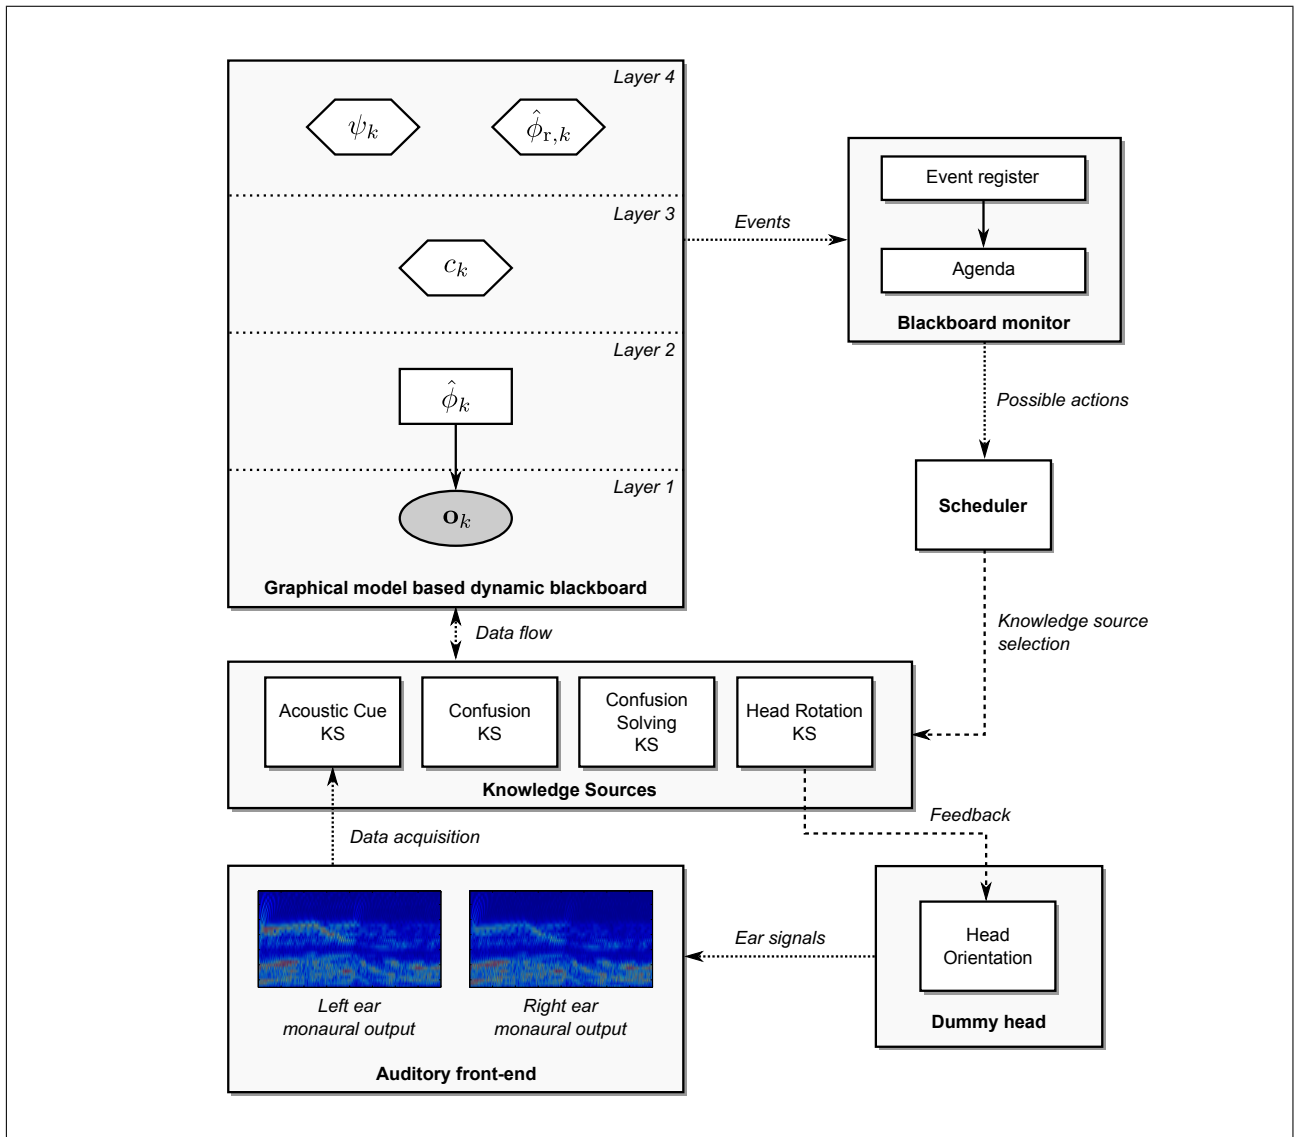 Layer 4
ψ_k
φ̂_{r,k}
Layer 3
c_k
Layer 2
φ̂_k
Layer 1
o_k
Graphical model based dynamic blackboard
Events
Event register
Agenda
Blackboard monitor
Possible actions
Scheduler
Knowledge source
selection
Data flow
Acoustic Cue
KS
Confusion
KS
Confusion
Solving
KS
Head Rotation
KS
Knowledge Sources
Data acquisition
Feedback
Left ear
monaural output
Right ear
monaural output
Auditory front-end
Ear signals
Head
Orientation
Dummy head